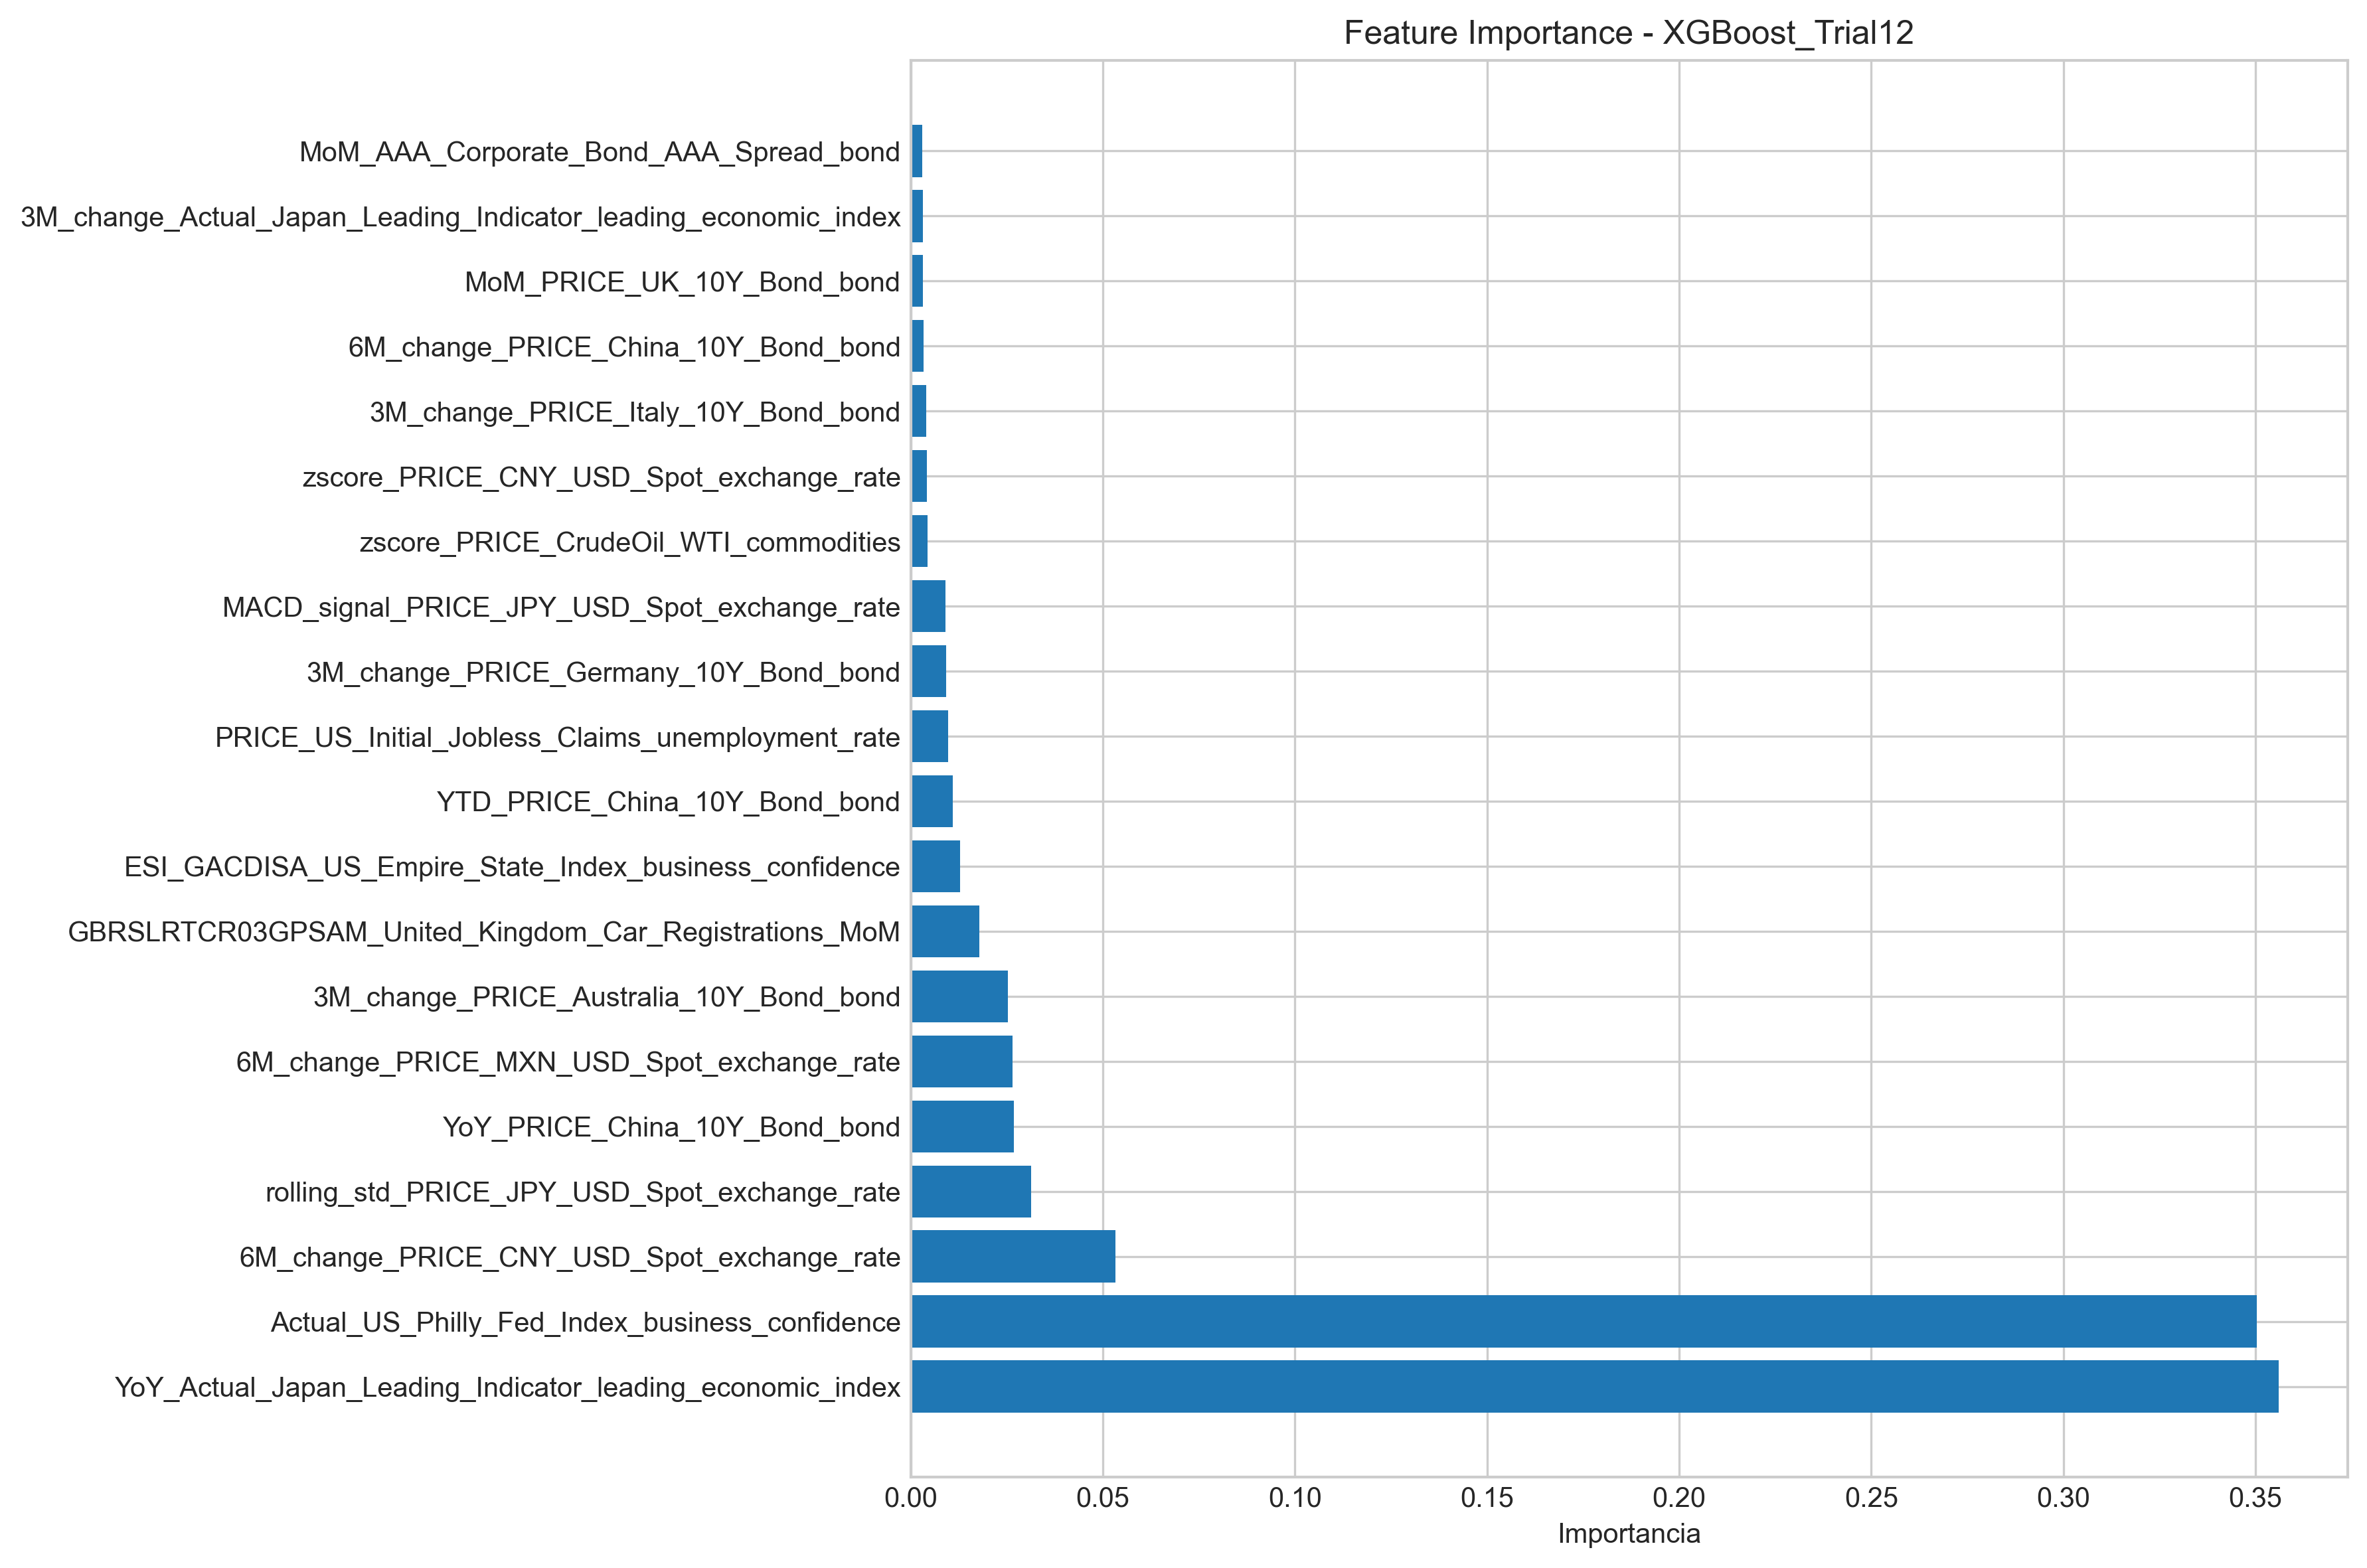 Feature Importance - XGBoost_Trial12
MoM_AAA_Corporate_Bond_AAA_Spread_bond
3M_change_Actual_Japan_Leading_Indicator_leading_economic_index
MoM_PRICE_UK_10Y_Bond_bond
6M_change_PRICE_China_10Y_Bond_bond
3M_change_PRICE_Italy_10Y_Bond_bond
zscore_PRICE_CNY_USD_Spot_exchange_rate
zscore_PRICE_CrudeOil_WTI_commodities
MACD_signal_PRICE_JPY_USD_Spot_exchange_rate
3M_change_PRICE_Germany_10Y_Bond_bond
PRICE_US_Initial_Jobless_Claims_unemployment_rate
YTD_PRICE_China_10Y_Bond_bond
ESI_GACDISA_US_Empire_State_Index_business_confidence
GBRSLRTCR03GPSAM_United_Kingdom_Car_Registrations_MoM
3M_change_PRICE_Australia_10Y_Bond_bond
6M_change_PRICE_MXN_USD_Spot_exchange_rate
YoY_PRICE_China_10Y_Bond_bond
rolling_std_PRICE_JPY_USD_Spot_exchange_rate
6M_change_PRICE_CNY_USD_Spot_exchange_rate
Actual_US_Philly_Fed_Index_business_confidence
YoY_Actual_Japan_Leading_Indicator_leading_economic_index
0.00 0.05 0.10 0.15 0.20 0.25 0.30 0.35
Importancia